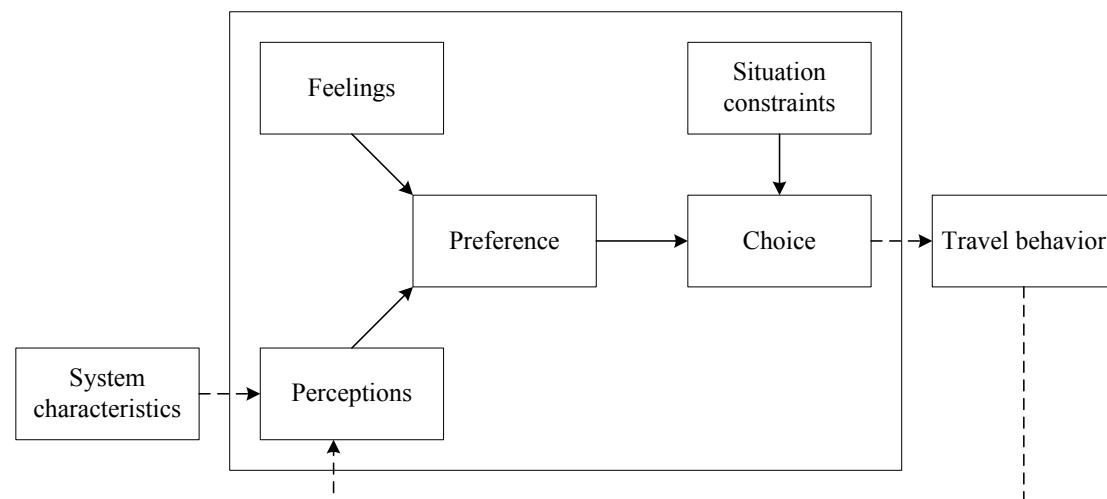 Feelings
Situation
constraints
Preference
Choice
Travel behavior
System
characteristics
Perceptions